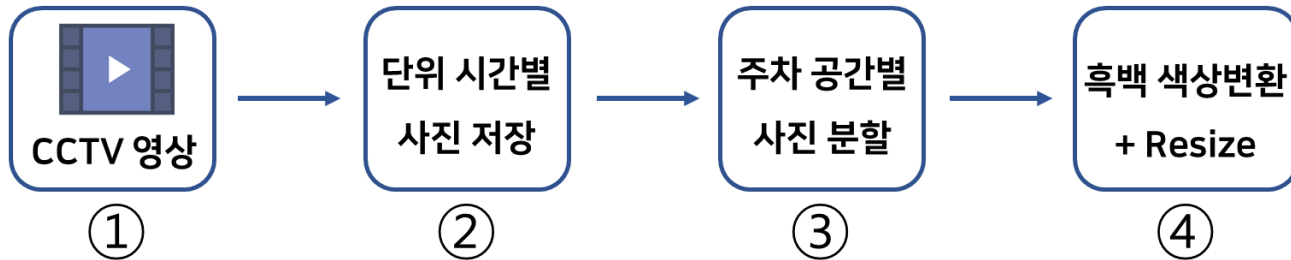 CCTV 영상
단위 시간별
사진 저장
주차 공간별
사진 분할
흑백 색상변환
+ Resize
①
②
③
④